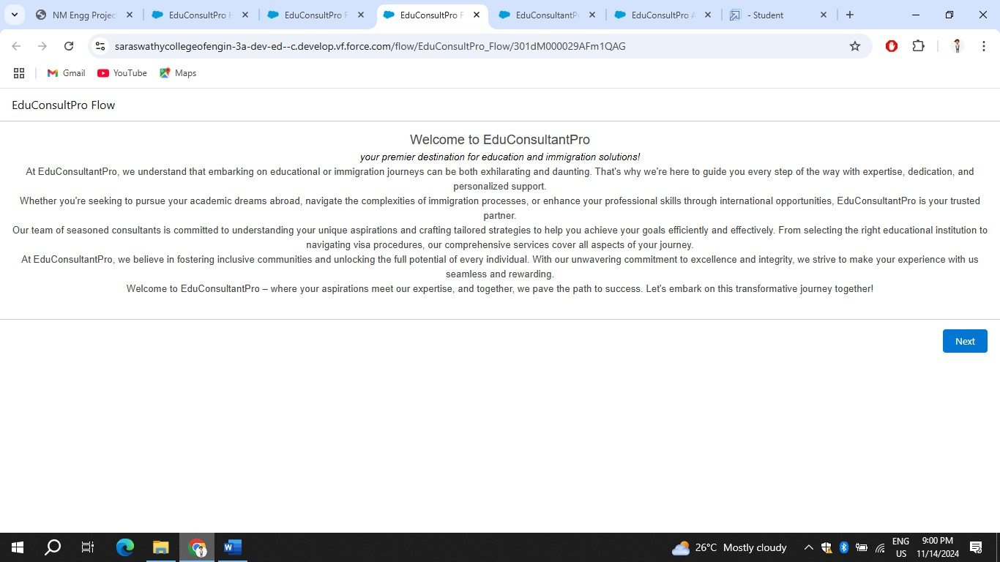 NM Engg Project
EduConsultPro
EduConsultPro
EduConsultPro
EduConsultant
EduConsultPro
- Student
saraswathycollegeofengin-3a-dev-ed--c.develop.vf.force.com/flow/EduConsultPro_Flow/301dM000029AFm1QAG
Gmail
YouTube
Maps
EduConsultPro Flow
Welcome to EduConsultantPro
your premier destination for education and immigration solutions!
At EduConsultantPro, we understand that embarking on educational or immigration journeys can be both exhilarating and daunting. That's why we're here to guide you every step of the way with expertise, dedication, and
personalized support.
Whether you're seeking to pursue your academic dreams abroad, navigate the complexities of immigration processes, or enhance your professional skills through international opportunities, EduConsultantPro is your trusted
partner.
Our team of seasoned consultants is committed to understanding your unique aspirations and crafting tailored strategies to help you achieve your goals efficiently and effectively. From selecting the right educational institution to
navigating visa procedures, our comprehensive services cover all aspects of your journey.
At EduConsultantPro, we believe in fostering inclusive communities and unlocking the full potential of every individual. With our unwavering commitment to excellence and integrity, we strive to make your experience with us
seamless and rewarding.
Welcome to EduConsultantPro – where your aspirations meet our expertise, and together, we pave the path to success. Let's embark on this transformative journey together!
Next
26°C Mostly cloudy
ENG
US
9:00 PM
11/14/2024